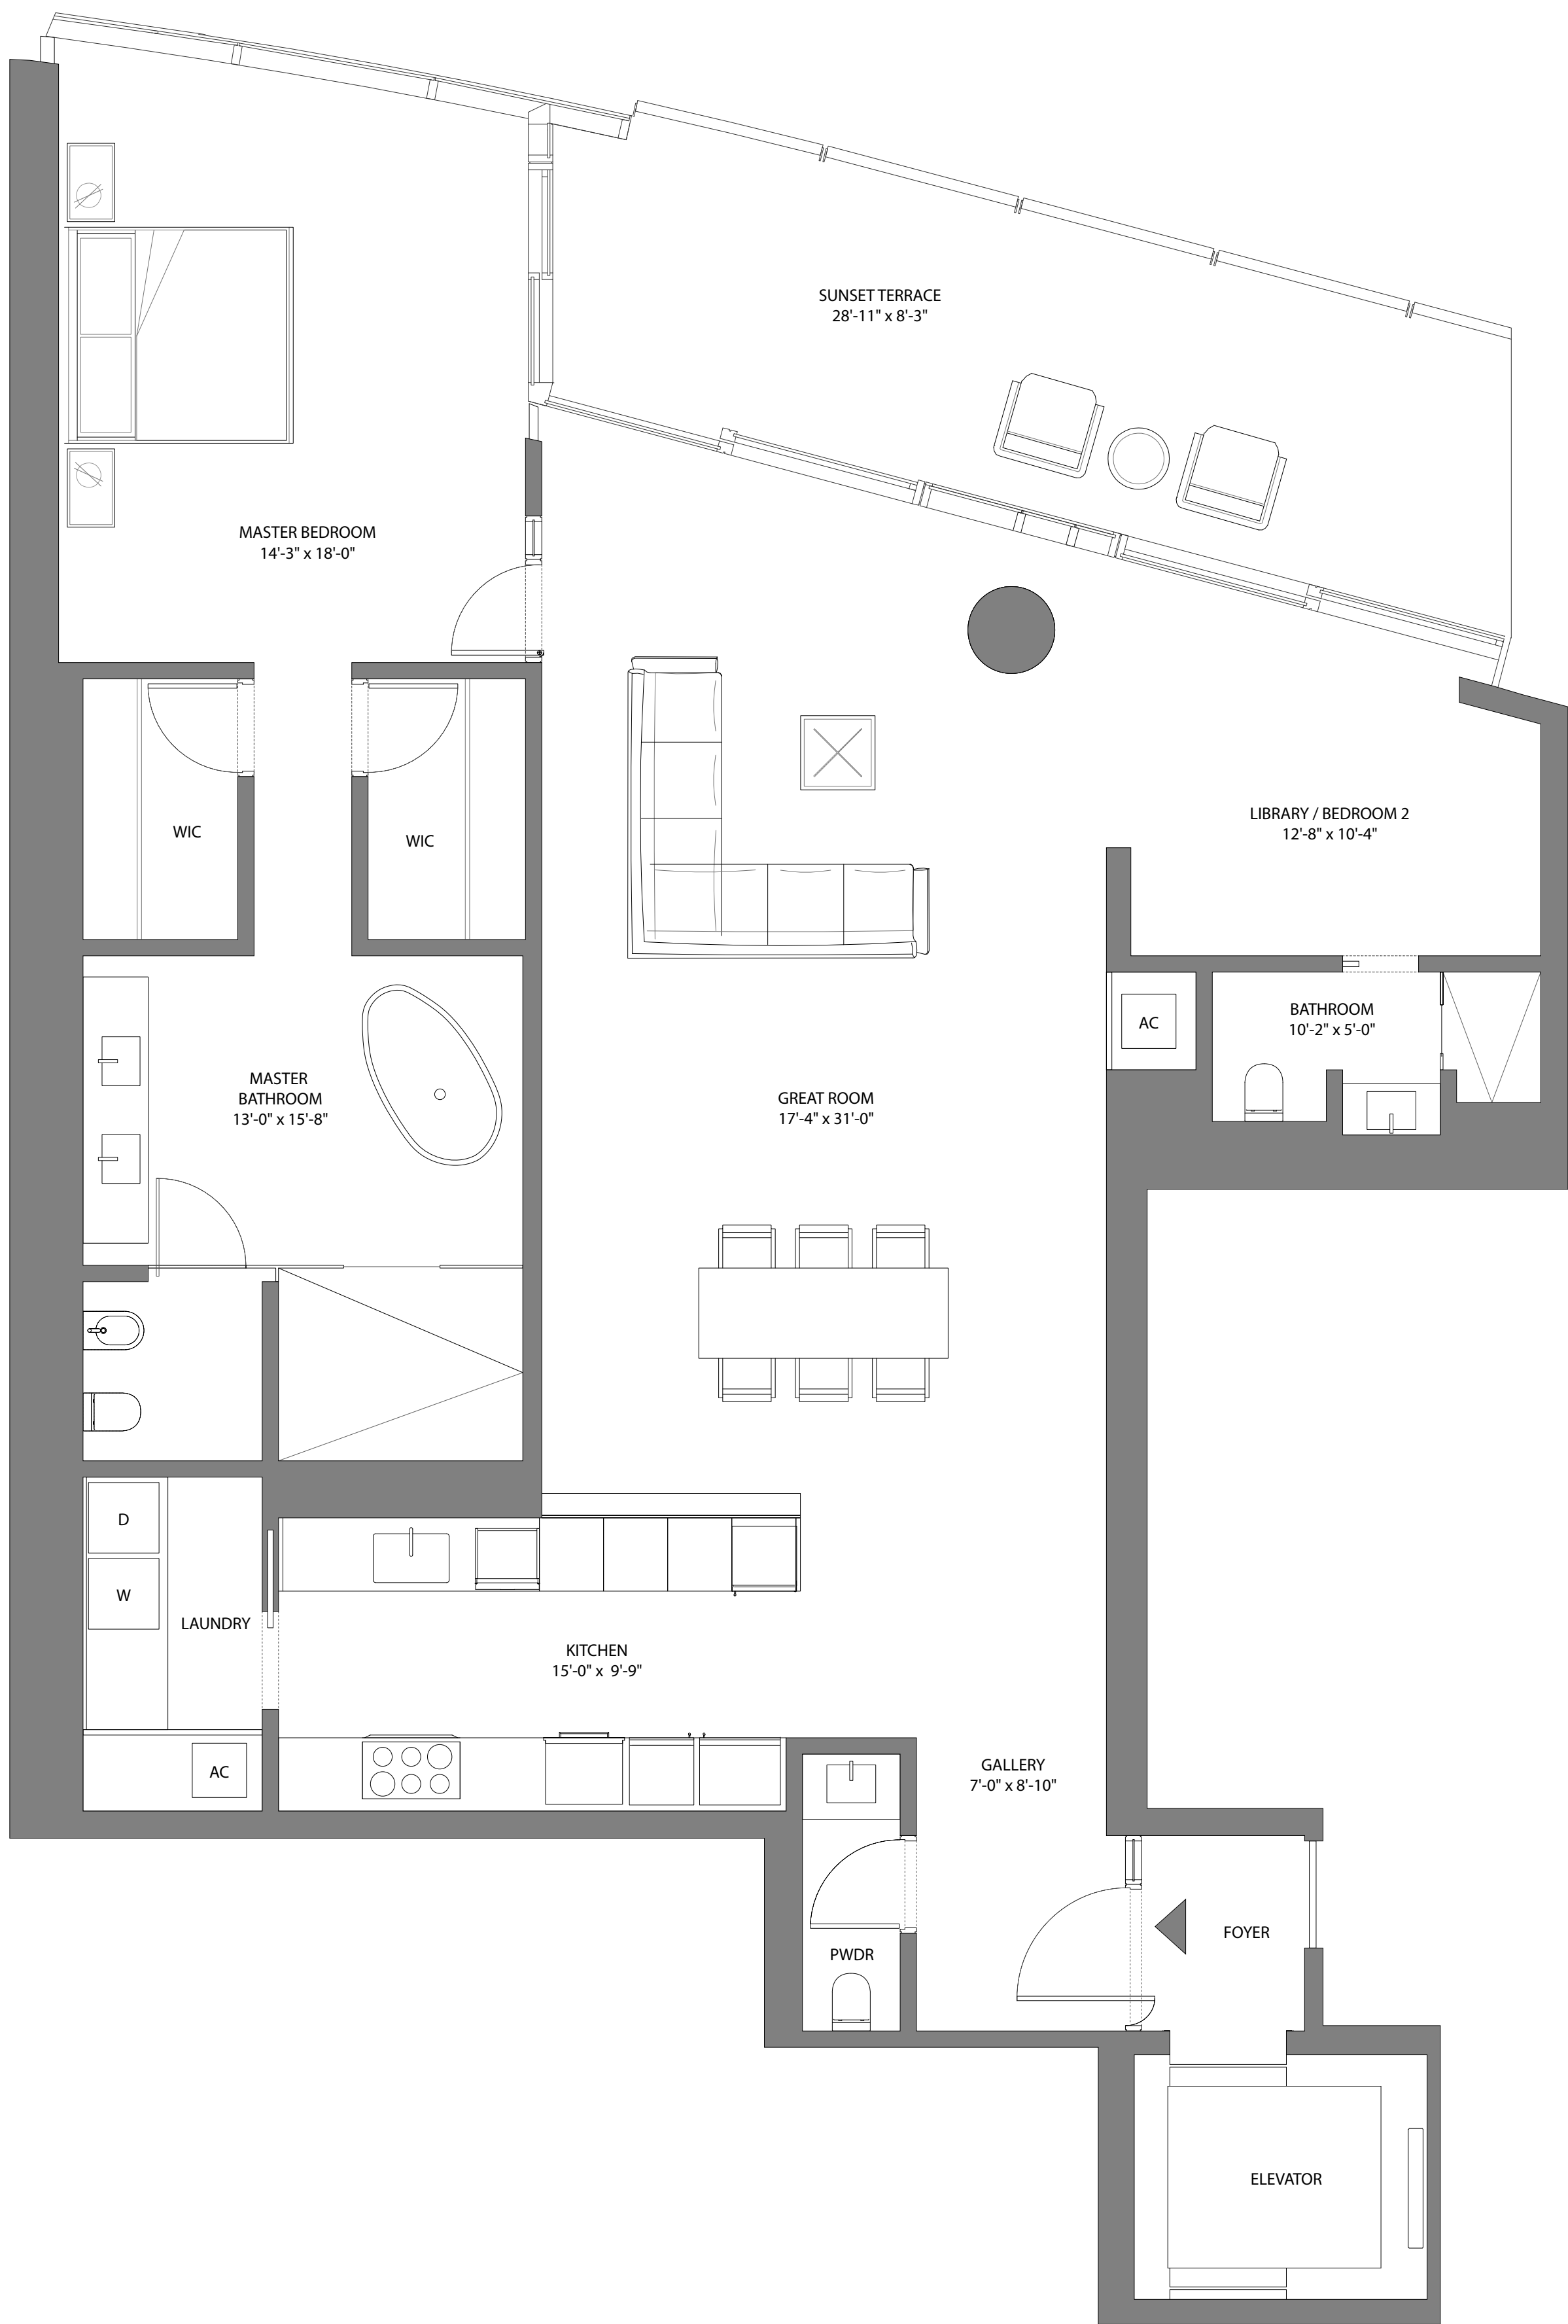 SUNSET TERRACE
28'-11" x 8'-3"
MASTER BEDROOM
14'-3" x 18'-0"
WIC
WIC
LIBRARY / BEDROOM 2
12'-8" x 10'-4"
AC
BATHROOM
10'-2" x 5'-0"
MASTER
BATHROOM
13'-0" x 15'-8"
GREAT ROOM
17'-4" x 31'-0"
D
W
LAUNDRY
KITCHEN
15'-0" x  9'-9"
AC
GALLERY
7'-0" x 8'-10"
FOYER
PWDR
ELEVATOR